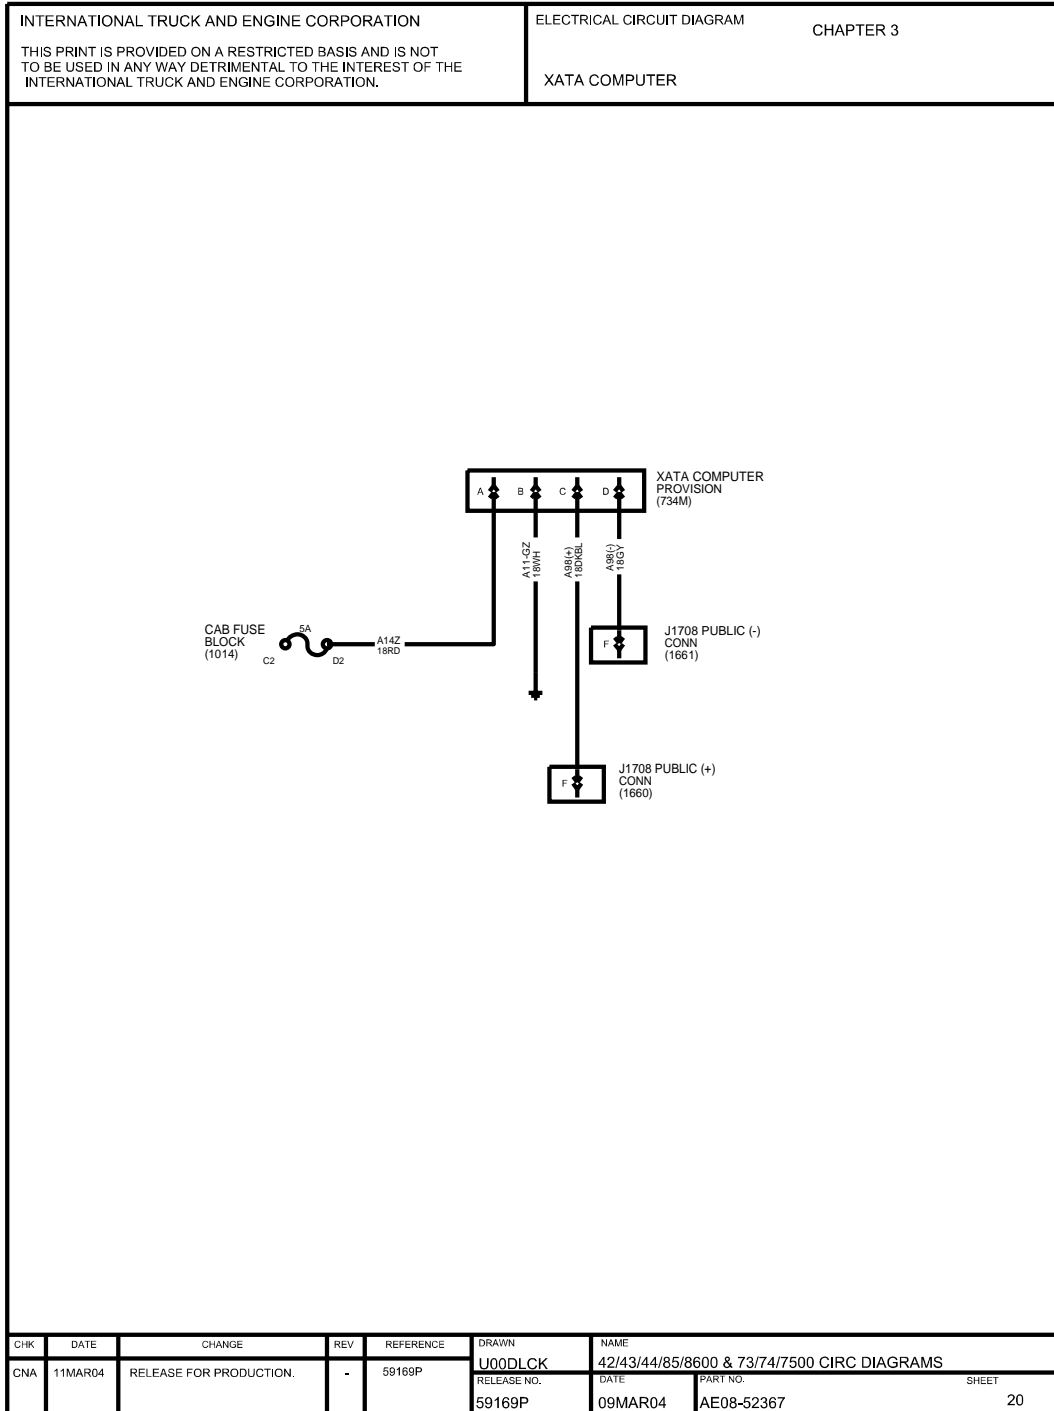 INTERNATIONAL TRUCK AND ENGINE CORPORATION
THIS PRINT IS PROVIDED ON A RESTRICTED BASIS AND IS NOT
TO BE USED IN ANY WAY DETRIMENTAL TO THE INTEREST OF THE
INTERNATIONAL TRUCK AND ENGINE CORPORATION.
ELECTRICAL CIRCUIT DIAGRAM
CHAPTER 3
XATA COMPUTER
A B C D
XATA COMPUTER
PROVISION
(734M)
A11-GZ
18WH
A98(+)
18DKBL
A98(-)
18GY
CAB FUSE
BLOCK
(1014)
5A
C2
D2
A14Z
18RD
F
J1708 PUBLIC (-)
CONN
(1661)
F
J1708 PUBLIC (+)
CONN
(1660)
CHK DATE CHANGE REV REFERENCE
CNA 11MAR04 RELEASE FOR PRODUCTION. - 59169P
DRAWN
U00DLCK
NAME
42/43/44/85/8600 & 73/74/7500 CIRC DIAGRAMS
RELEASE NO.
59169P
DATE
09MAR04
PART NO.
AE08-52367
SHEET
20